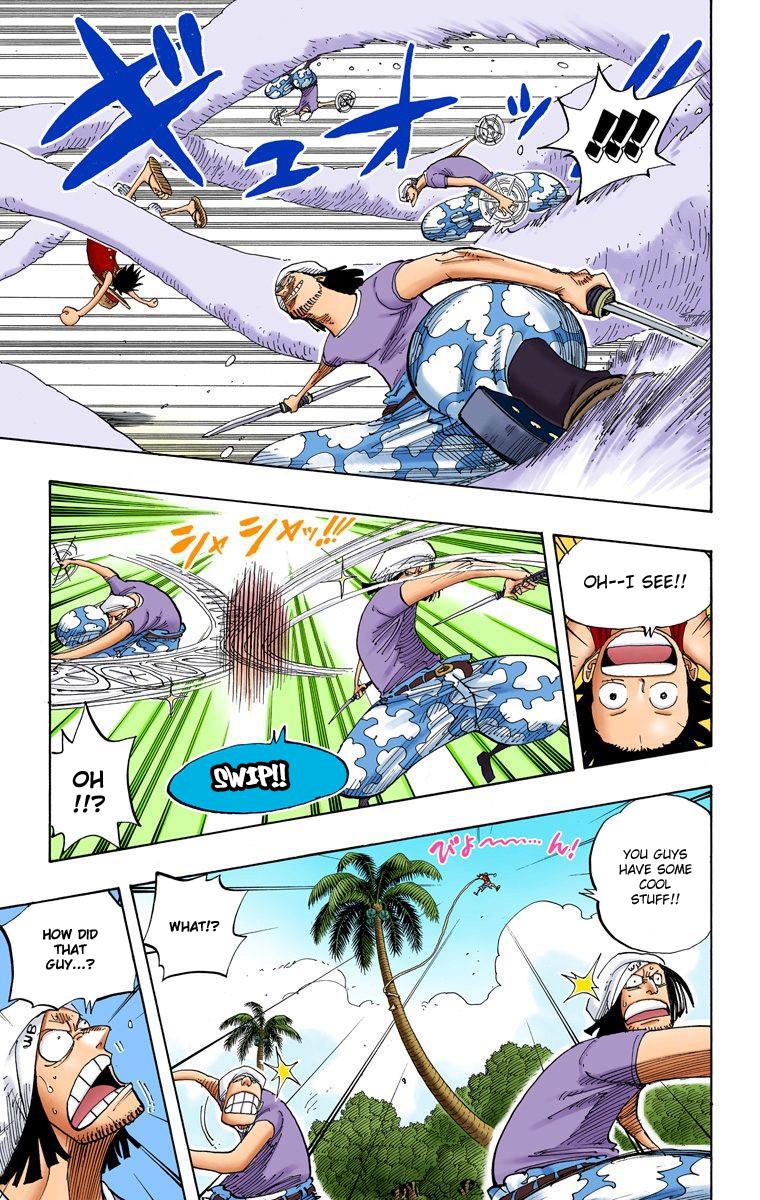 ギュオッ
!!!!
OH--I SEE!!
シャシャッ!!!
SWIP!!
OH
!!?
YOU GUYS
HAVE SOME
COOL
STUFF!!
びよ〜〜ん!
WHAT!?
HOW DID
THAT
GUY...?
WB
WB